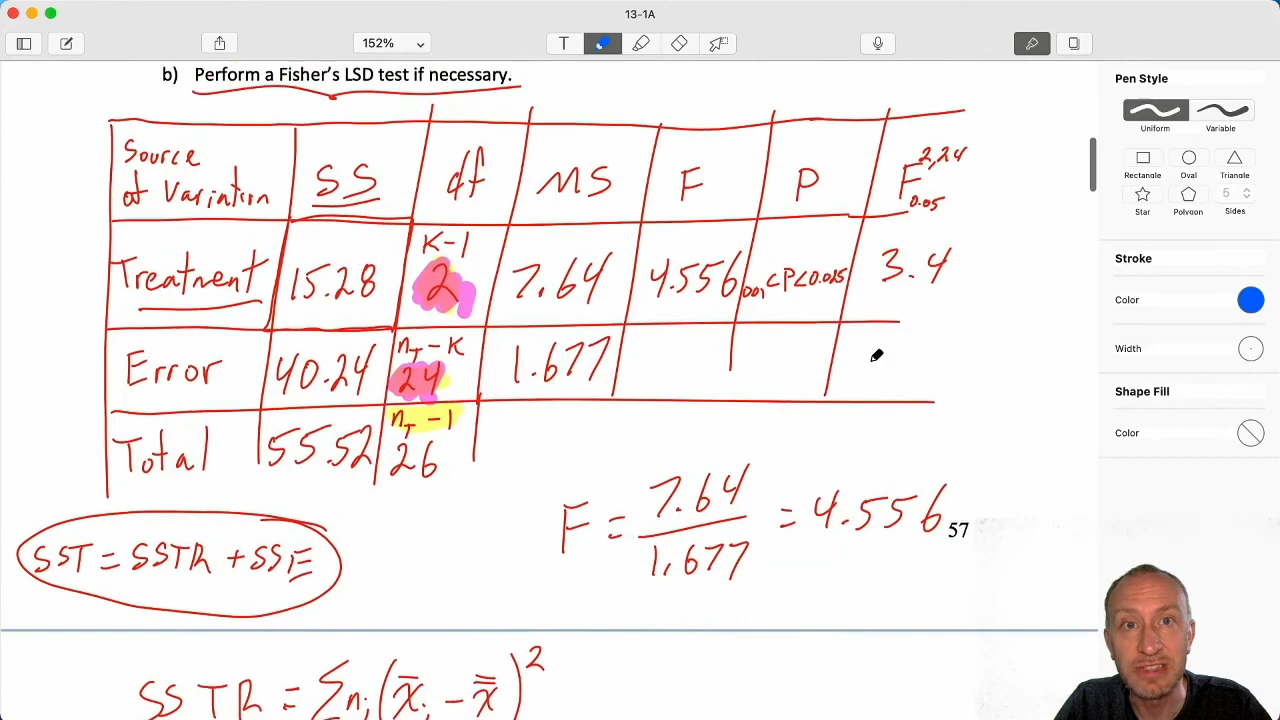 13-1A
152%
T
b) Perform a Fisher's LSD test if necessary.
Source of Variation SS df MS F P F 2,24 0.05
K-1
Treatment 15.28 2 7.64 4.556 0.01<P<0.025 3.4
nT-K
Error 40.24 24 1.677
nT-1
Total 55.52 26
F = 7.64 / 1.677 = 4.556
57
SST = SSTR + SSE
SSTR = Σni(x̄i - x̿)2
Pen Style
Uniform Variable
Rectangle Oval Triangle
Star Polygon 5 Sides
Stroke
Color
Width
Shape Fill
Color